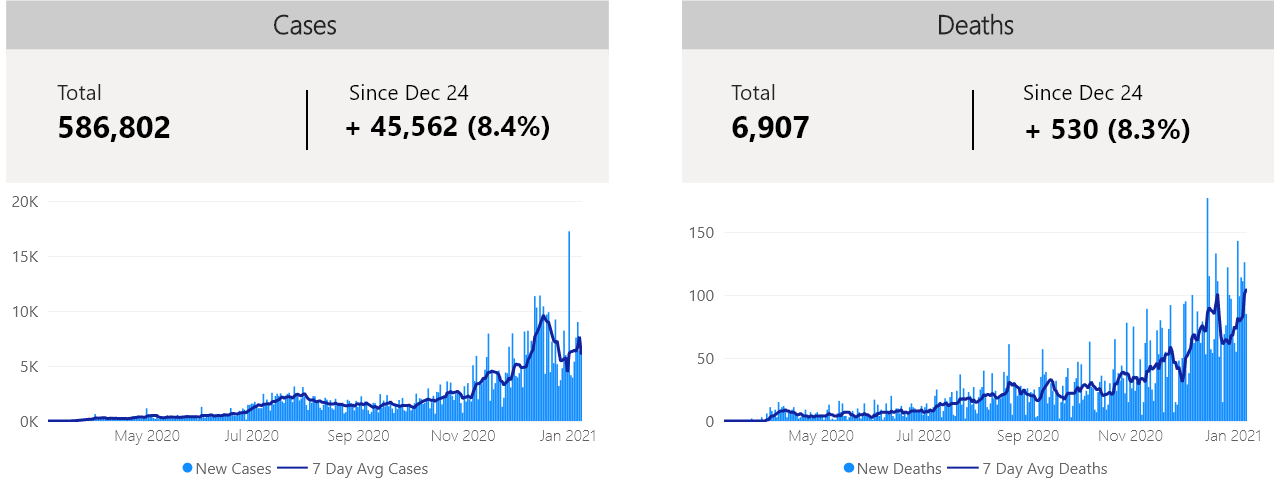 Cases
Total
586,802
Since Dec 24
+ 45,562 (8.4%)
20K
15K
10K
5K
0K
May 2020 Jul 2020 Sep 2020 Nov 2020 Jan 2021
New Cases 7 Day Avg Cases
Deaths
Total
6,907
Since Dec 24
+ 530 (8.3%)
150
100
50
0
May 2020 Jul 2020 Sep 2020 Nov 2020 Jan 2021
New Deaths 7 Day Avg Deaths